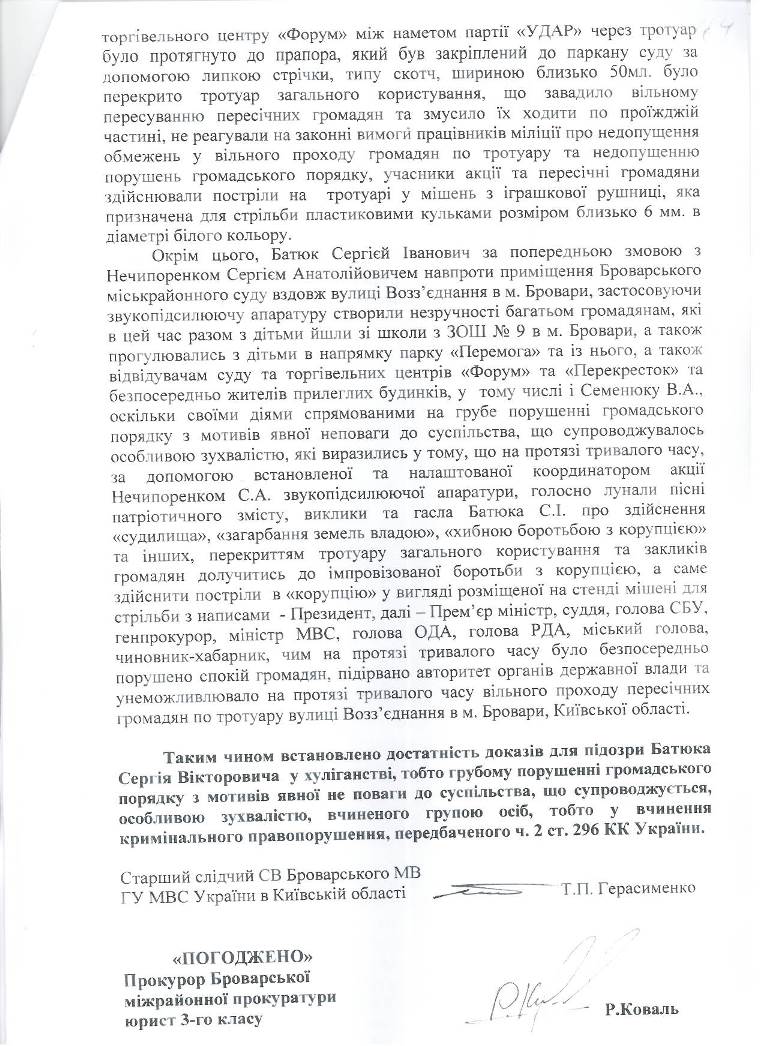 торгівельного центру «Форум» між наметом партії «УДАР» через тротуар
було протягнуто до прапора, який був закріплений до паркану суду за
допомогою липкою стрічки, типу скотч, шириною близько 50мл. було
перекрито тротуар загального користування, що завадило вільному
пересуванню пересічних громадян та змусило їх ходити по проїжджій
частині, не реагували на законні вимоги працівників міліції про недопущення
обмежень у вільного проходу громадян по тротуару та недопущенню
порушень громадського порядку, учасники акції та пересічні громадяни
здійснювали постріли на тротуарі у мішень з іграшкової рушниці, яка
призначена для стрільби пластиковими кульками розміром близько 6 мм. в
діаметрі білого кольору.
Окрім цього, Батюк Сергієй Іванович за попередньою змовою з
Нечипоренком Сергієм Анатолійовичем навпроти приміщення Броварського
міськрайонного суду вздовж вулиці Возз’єднання в м. Бровари, застосовуючи
звукопідсилюючу апаратуру створили незручності багатьом громадянам, які
в цей час разом з дітьми йшли зі школи з ЗОШ № 9 в м. Бровари, а також
прогулювались з дітьми в напрямку парку «Перемога» та із нього, а також
відвідувачам суду та торгівельних центрів «Форум» та «Перекресток» та
безпосередньо жителів прилеглих будинків, у тому числі і Семенюку В.А.,
оскільки своїми діями спрямованими на грубе порушенні громадського
порядку з мотивів явної неповаги до суспільства, що супроводжувалось
особливою зухвалістю, які виразились у тому, що на протязі тривалого часу,
за допомогою встановленої та налаштованої координатором акції
Нечипоренком С.А. звукопідсилюючої апаратури, голосно лунали пісні
патріотичного змісту, виклики та гасла Батюка С.І. про здійснення
«судилища», «загарбання земель владою», «хибною боротьбою з корупцією»
та інших, перекриттям тротуару загального користування та закликів
громадян долучитись до імпровізованої боротьби з корупцією, а саме
здійснити постріли в «корупцію» у вигляді розміщеної на стенді мішені для
стрільби з написами - Президент, далі – Прем’єр міністр, суддя, голова СБУ,
генпрокурор, міністр МВС, голова ОДА, голова РДА, міський голова,
чиновник-хабарник, чим на протязі тривалого часу було безпосередньо
порушено спокій громадян, підірвано авторитет органів державної влади та
унеможливлювало на протязі тривалого часу вільного проходу пересічних
громадян по тротуару вулиці Возз’єднання в м. Бровари, Київської області.
Таким чином встановлено достатність доказів для підозри Батюка
Сергія Вікторовича у хуліганстві, тобто грубому порушенні громадського
порядку з мотивів явної не поваги до суспільства, що супроводжується,
особливою зухвалістю, вчиненого групою осіб, тобто у вчинення
кримінального правопорушення, передбаченого ч. 2 ст. 296 КК України.
Старший слідчий СВ Броварського МВ
ГУ МВС України в Київській області Т.П. Герасименко
«ПОГОДЖЕНО»
Прокурор Броварської
міжрайонної прокуратури
юрист 3-го класу Р.Коваль